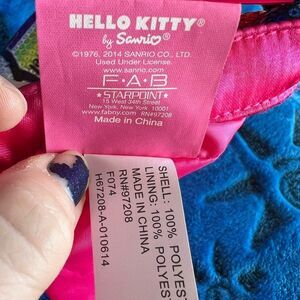 HELLO KITTY®
by Sanrio®
©1976, 2014 SANRIO CO., LTD.
Used Under License.
www.sanrio.com
F·A·B
★STARPOINT★
15 West 34th Street
New York, New York 10001
www.fabny.com RN#97208
Made in China
SHELL: 100% POLYES
LINING: 100% POLYES
MADE IN CHINA
RN#97208
F074
H67208-A-010614